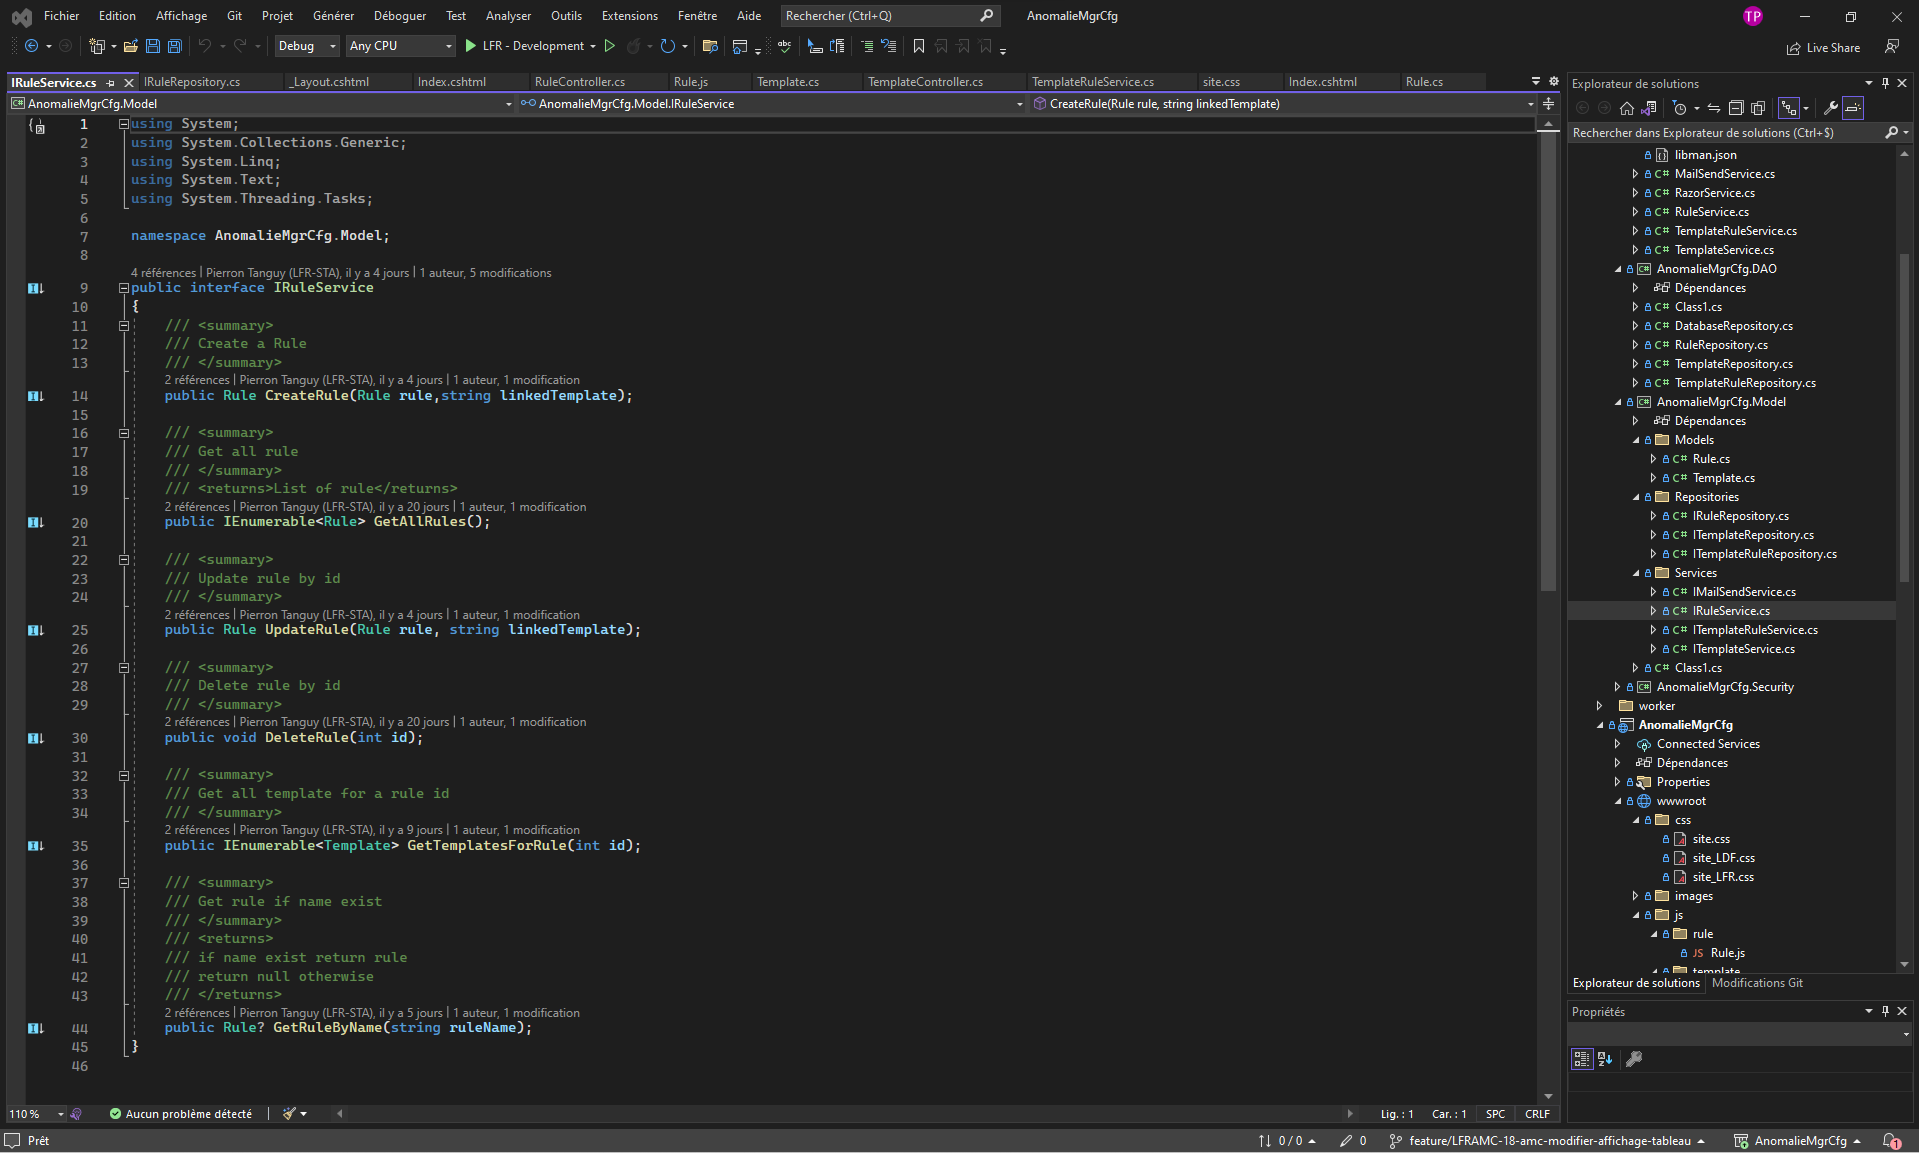 Fichier Edition Affichage Git Projet Générer Déboguer Test Analyser Outils Extensions Fenêtre Aide Rechercher (Ctrl+Q) AnomalieMgrCfg TP
Debug Any CPU LFR - Development Live Share
IRuleService.cs IRuleRepository.cs _Layout.cshtml Index.cshtml RuleController.cs Rule.js Template.cs TemplateController.cs TemplateRuleService.cs site.css Index.cshtml Rule.cs
AnomalieMgrCfg.Model AnomalieMgrCfg.Model.IRuleService CreateRule(Rule rule, string linkedTemplate)
1 using System;
2 using System.Collections.Generic;
3 using System.Linq;
4 using System.Text;
5 using System.Threading.Tasks;
6
7 namespace AnomalieMgrCfg.Model;
8
4 références | Pierron Tanguy (LFR-STA), il y a 4 jours | 1 auteur, 5 modifications
9 public interface IRuleService
10 {
11 /// <summary>
12 /// Create a Rule
13 /// </summary>
2 références | Pierron Tanguy (LFR-STA), il y a 4 jours | 1 auteur, 1 modification
14 public Rule CreateRule(Rule rule,string linkedTemplate);
15
16 /// <summary>
17 /// Get all rule
18 /// </summary>
19 /// <returns>List of rule</returns>
2 références | Pierron Tanguy (LFR-STA), il y a 20 jours | 1 auteur, 1 modification
20 public IEnumerable<Rule> GetAllRules();
21
22 /// <summary>
23 /// Update rule by id
24 /// </summary>
2 références | Pierron Tanguy (LFR-STA), il y a 4 jours | 1 auteur, 1 modification
25 public Rule UpdateRule(Rule rule, string linkedTemplate);
26
27 /// <summary>
28 /// Delete rule by id
29 /// </summary>
2 références | Pierron Tanguy (LFR-STA), il y a 20 jours | 1 auteur, 1 modification
30 public void DeleteRule(int id);
31
32 /// <summary>
33 /// Get all template for a rule id
34 /// </summary>
2 références | Pierron Tanguy (LFR-STA), il y a 9 jours | 1 auteur, 1 modification
35 public IEnumerable<Template> GetTemplatesForRule(int id);
36
37 /// <summary>
38 /// Get rule if name exist
39 /// </summary>
40 /// <returns>
41 /// if name exist return rule
42 /// return null otherwise
43 /// </returns>
2 références | Pierron Tanguy (LFR-STA), il y a 5 jours | 1 auteur, 1 modification
44 public Rule? GetRuleByName(string ruleName);
45 }
46
110 % Aucun problème détecté Lig. : 1 Car. : 1 SPC CRLF
Explorateur de solutions
Rechercher dans Explorateur de solutions (Ctrl+$)
libman.json
C# MailSendService.cs
C# RazorService.cs
C# RuleService.cs
C# TemplateRuleService.cs
C# TemplateService.cs
C# AnomalieMgrCfg.DAO
Dépendances
C# Class1.cs
C# DatabaseRepository.cs
C# RuleRepository.cs
C# TemplateRepository.cs
C# TemplateRuleRepository.cs
C# AnomalieMgrCfg.Model
Dépendances
Models
C# Rule.cs
C# Template.cs
Repositories
C# IRuleRepository.cs
C# ITemplateRepository.cs
C# ITemplateRuleRepository.cs
Services
C# IMailSendService.cs
C# IRuleService.cs
C# ITemplateRuleService.cs
C# ITemplateService.cs
C# Class1.cs
C# AnomalieMgrCfg.Security
worker
AnomalieMgrCfg
Connected Services
Dépendances
Properties
wwwroot
css
site.css
site_LDF.css
site_LFR.css
images
js
rule
JS Rule.js
template
Explorateur de solutions Modifications Git
Propriétés
Prêt 0 / 0 0 feature/LFRAMC-18-amc-modifier-affichage-tableau AnomalieMgrCfg 1